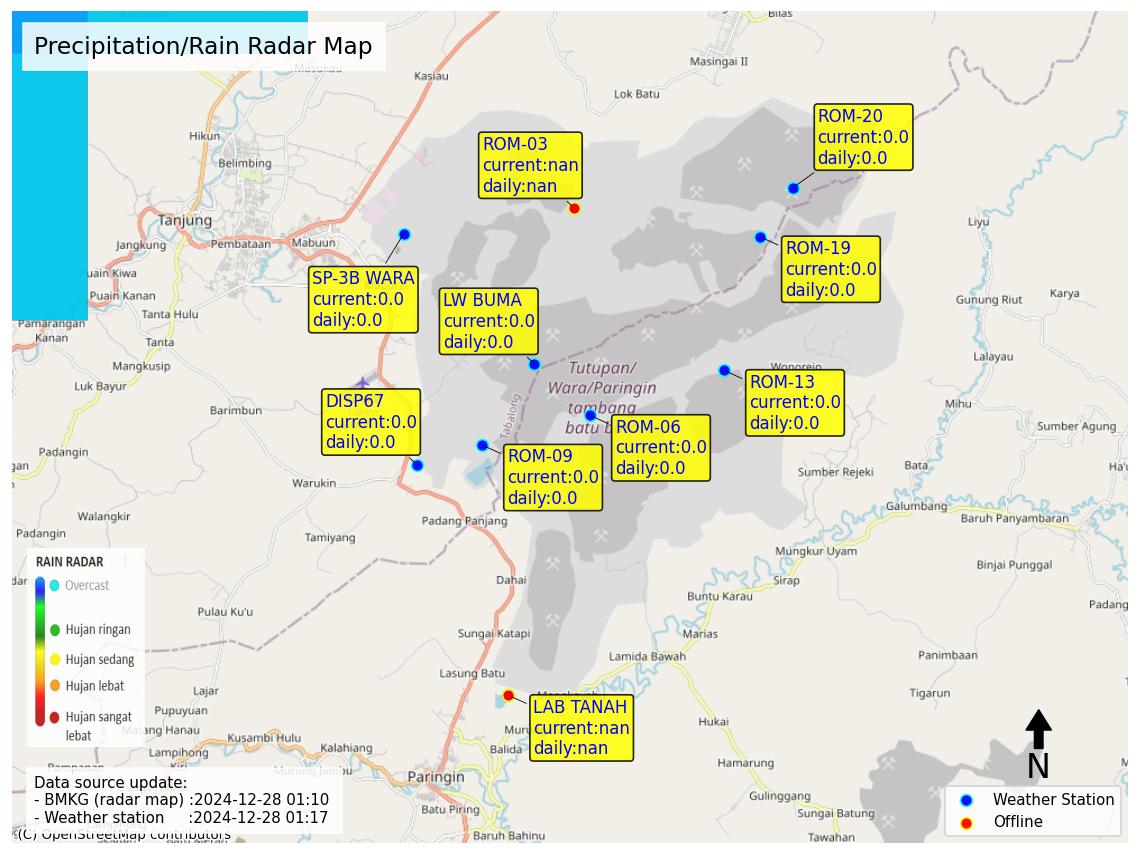 Precipitation/Rain Radar Map
Bilas
Masingai II
Kasiau
Lok Batu
Hikun
Belimbing
Tanjung
Jangkung
Pembataan
Mabuun
Puain Kiwa
Puain Kanan
Tanta Hulu
Pamarangan
Kanan
Tanta
Mangkusip
Luk Bayur
Barimbun
Padangin
Warukin
Walangkir
Padangin
Tamiyang
Padang Panjang
Dahai
Pulau Ku'u
Sungai Katapi
Lasung Batu
Lajar
Pupuyuan
Matang Hanau
Kusambi Hulu
Lampihong
Kalahiang
Murung Jambu
Paringin
Balida
Batu Piring
Baruh Bahinu
Liyu
Gunung Riut
Karya
Lalayau
Mihu
Wonorejo
Sumber Agung
Bata
Sumber Rejeki
Galumbang
Baruh Panyambaran
Mungkur Uyam
Binjai Punggal
Sirap
Buntu Karau
Padang
Marias
Lamida Bawah
Panimbaan
Tigarun
Hukai
Hamarung
Gulinggang
Sungai Batung
Tawahan
Tabalong
Tutupan/
Wara/Paringin
tambang
ROM-20
current:0.0
daily:0.0
ROM-03
current:nan
daily:nan
ROM-19
current:0.0
daily:0.0
SP-3B WARA
current:0.0
daily:0.0
LW BUMA
current:0.0
daily:0.0
ROM-13
current:0.0
daily:0.0
DISP67
current:0.0
daily:0.0
ROM-06
current:0.0
daily:0.0
ROM-09
current:0.0
daily:0.0
LAB TANAH
current:nan
daily:nan
RAIN RADAR
Overcast
Hujan ringan
Hujan sedang
Hujan lebat
Hujan sangat
lebat
Data source update:
- BMKG (radar map) :2024-12-28 01:10
- Weather station :2024-12-28 01:17
(C) OpenStreetMap contributors
N
Weather Station
Offline